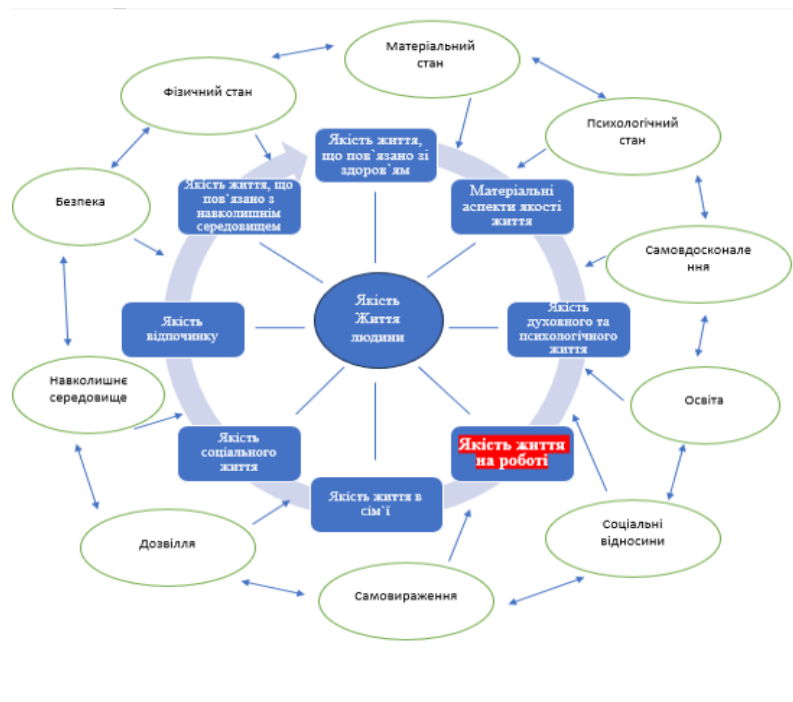 Матеріальний
стан
Фізичний стан
Психологічний
стан
Якість життя,
що пов`язано зі
здоров`ям
Якість життя, що
пов`язано з
навколишнім
середовищем
Матеріальні
аспекти якості
життя
Безпека
Самовдосконале
ння
Якість
Життя
людини
Якість
відпочинку
Якість
духовного та
психологічного
життя
Навколишнє
середовище
Освіта
Якість
соціального
життя
Якість життя
на роботі
Якість життя в
сім`ї
Соціальні
відносини
Дозвілля
Самовираження